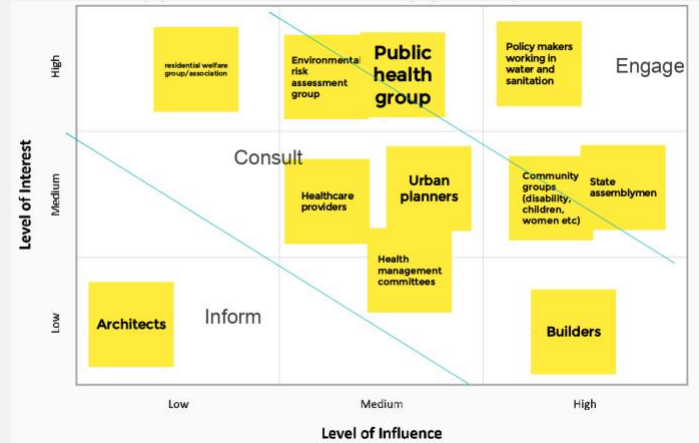 High
residential welfare
group/association
Environmental
risk
assessment
group
Public
health
group
Policy makers
working in
water and
sanitation
Engage
Level of Interest
Medium
Consult
Healthcare
providers
Urban
planners
Community
groups
(disability,
children,
women etc)
State
assemblymen
Health
management
committees
Low
Architects
Inform
Builders
Low
Medium
High
Level of Influence